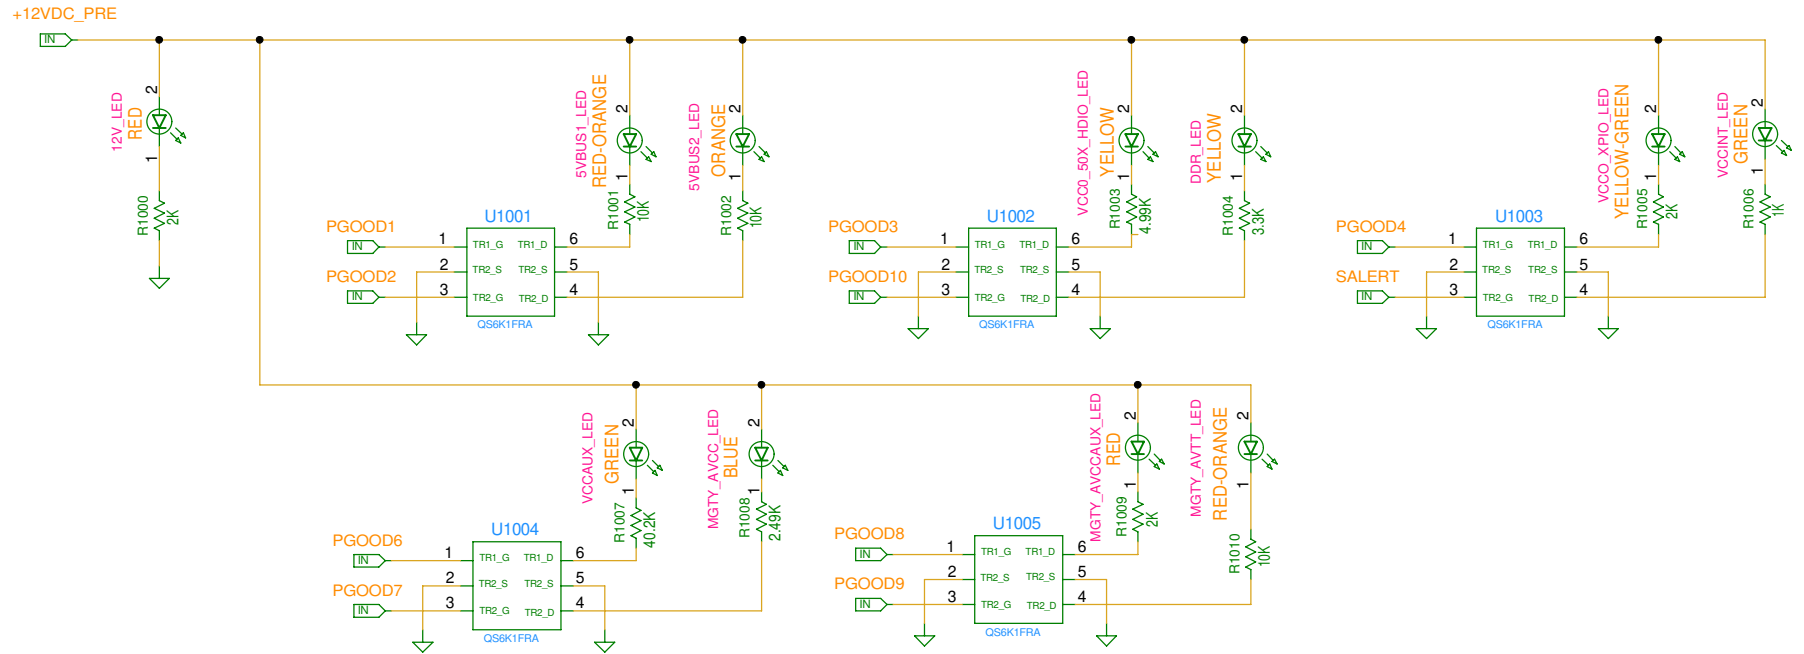 +12VDC_PRE
IN
12V_LED
RED
2
1
R1000
2K
5VBUS1_LED
RED-ORANGE
2
1
R1001
10K
5VBUS2_LED
ORANGE
2
1
R1002
10K
PGOOD1
IN
PGOOD2
IN
U1001
1
2
3
TR1_G
TR2_S
TR2_G
TR1_D
TR2_S
TR2_D
6
5
4
QS6K1FRA
VCC0_50X_HDIO_LED
YELLOW
2
1
R1003
4.99K
DDR_LED
YELLOW
2
1
R1004
3.3K
PGOOD3
IN
PGOOD10
IN
U1002
1
2
3
TR1_G
TR2_S
TR2_G
TR1_D
TR2_S
TR2_D
6
5
4
QS6K1FRA
VCCO_XPIO_LED
YELLOW-GREEN
2
1
R1005
2K
VCCINT_LED
GREEN
2
1
R1006
1K
PGOOD4
IN
SALERT
IN
U1003
1
2
3
TR1_G
TR2_S
TR2_G
TR1_D
TR2_S
TR2_D
6
5
4
QS6K1FRA
VCCAUX_LED
GREEN
2
1
R1007
40.2K
MGTY_AVCC_LED
BLUE
2
1
R1008
2.49K
PGOOD6
IN
PGOOD7
IN
U1004
1
2
3
TR1_G
TR2_S
TR2_G
TR1_D
TR2_S
TR2_D
6
5
4
QS6K1FRA
MGTY_AVCCAUX_LED
RED
2
1
R1009
2K
MGTY_AVTT_LED
RED-ORANGE
2
1
R1010
10K
PGOOD8
IN
PGOOD9
IN
U1005
1
2
3
TR1_G
TR2_S
TR2_G
TR1_D
TR2_S
TR2_D
6
5
4
QS6K1FRA